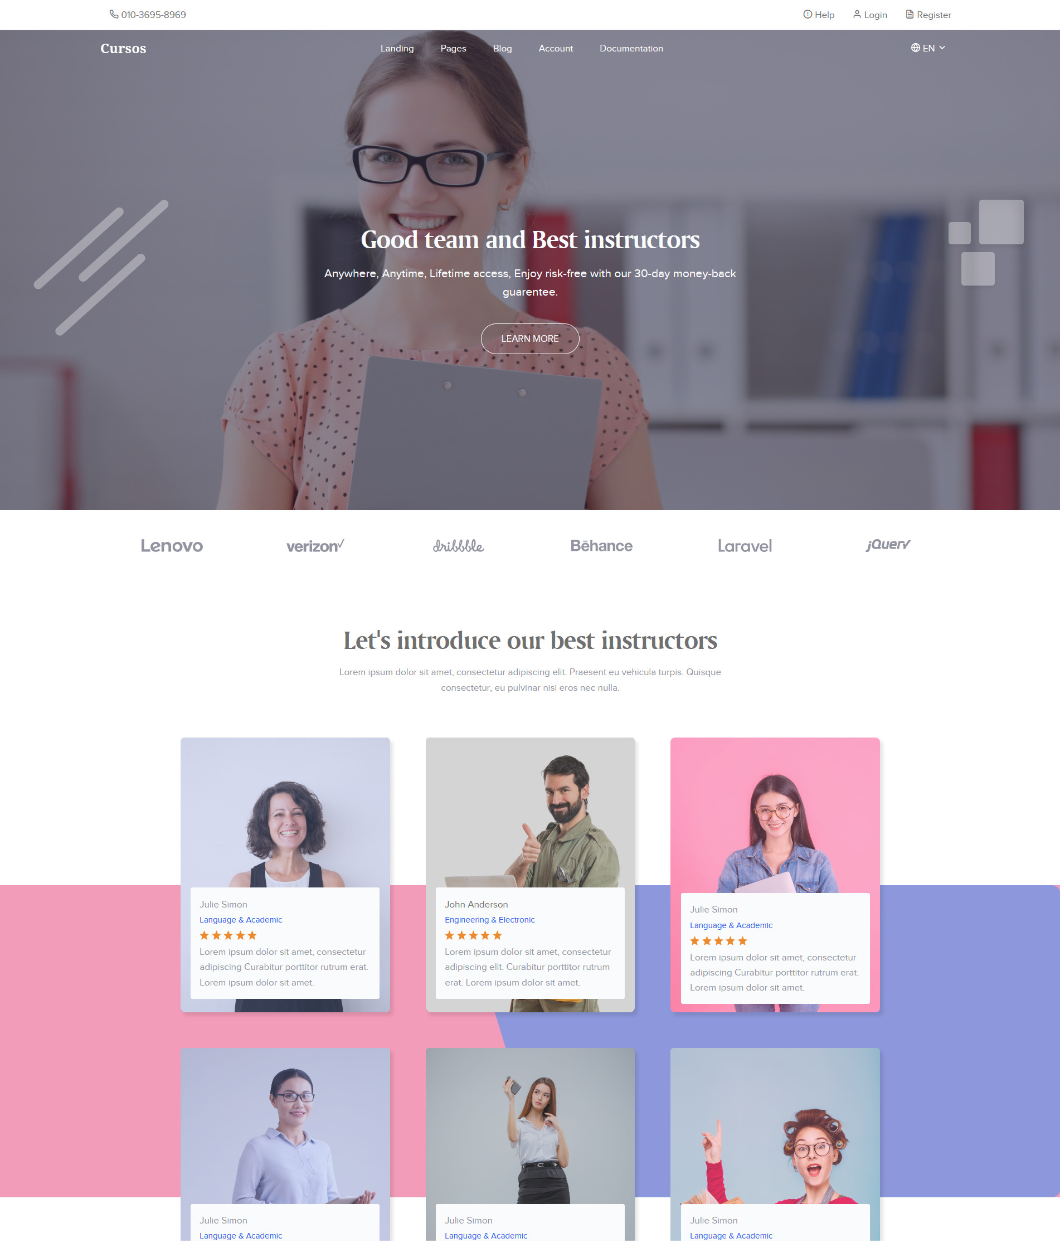 010-3695-8969
Help
Login
Register
Cursos
Landing
Pages
Blog
Account
Documentation
EN
Good team and Best instructors
Anywhere, Anytime, Lifetime access, Enjoy risk-free with our 30-day money-back
guarentee.
LEARN MORE
Lenovo
verizon
dribbble
Bēhance
Laravel
jQuery
Let's introduce our best instructors
Lorem ipsum dolor sit amet, consectetur adipiscing elit. Praesent eu vehicula turpis. Quisque
consectetur, eu pulvinar nisi eros nec nulla.
Julie Simon
Language & Academic
Lorem ipsum dolor sit amet, consectetur
adipiscing Curabitur porttitor rutrum erat.
Lorem ipsum dolor sit amet.
John Anderson
Engineering & Electronic
Lorem ipsum dolor sit amet, consectetur
adipiscing elit. Curabitur porttitor rutrum
erat. Lorem ipsum dolor sit amet.
Julie Simon
Language & Academic
Lorem ipsum dolor sit amet, consectetur
adipiscing Curabitur porttitor rutrum erat.
Lorem ipsum dolor sit amet.
Julie Simon
Language & Academic
Julie Simon
Language & Academic
Julie Simon
Language & Academic